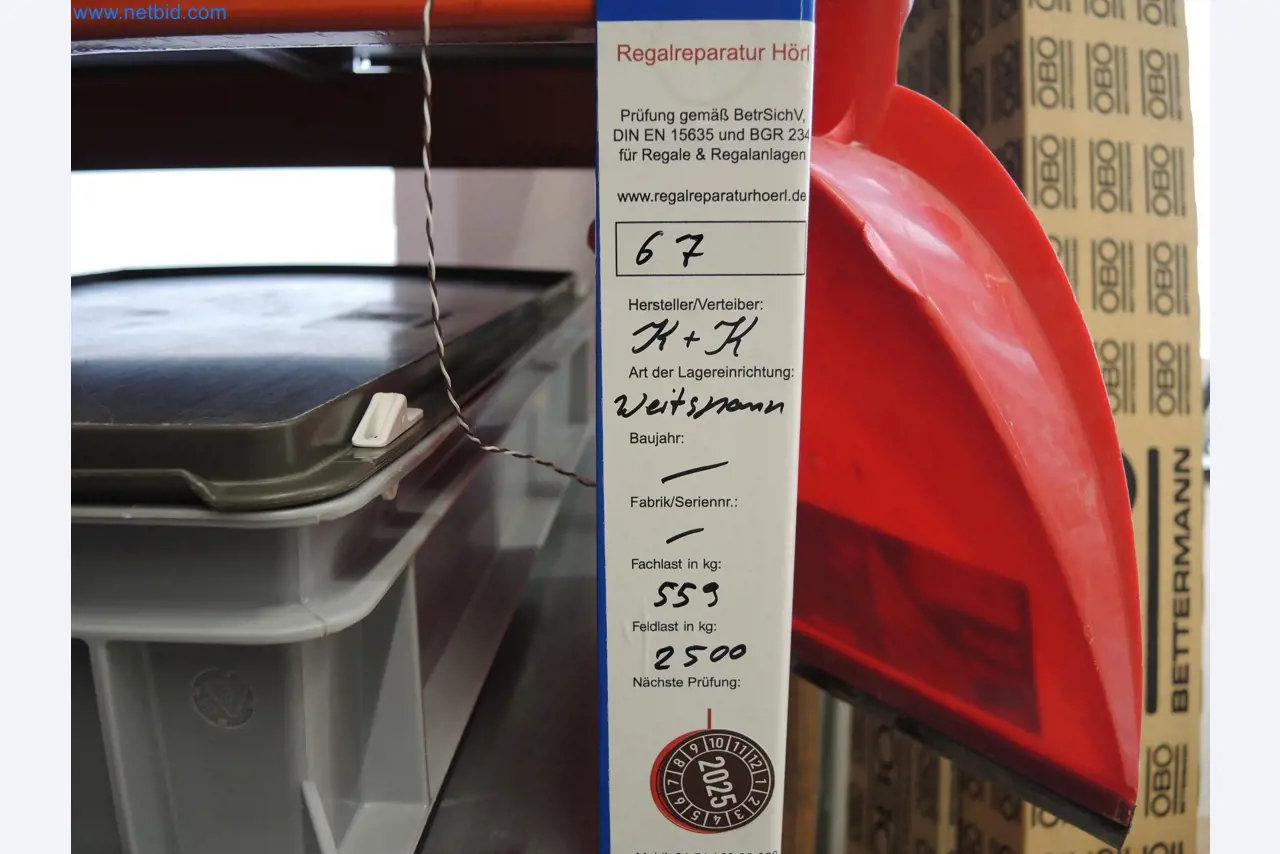 www.netbid.com
Regalreparatur Hörl
Prüfung gemäß BetrSichV,
DIN EN 15635 und BGR 234
für Regale & Regalanlagen
www.regalreparaturhoerl.de
67
Hersteller/Verteiber:
K + K
Art der Lagereinrichtung:
Weitspann
Baujahr:
—
Fabrik/Seriennr.:
—
Fachlast in kg:
559
Feldlast in kg:
2500
Nächste Prüfung:
1 2 3 4 5 6 7 8 9 10 11 12
2025
OBO
BETTERMANN